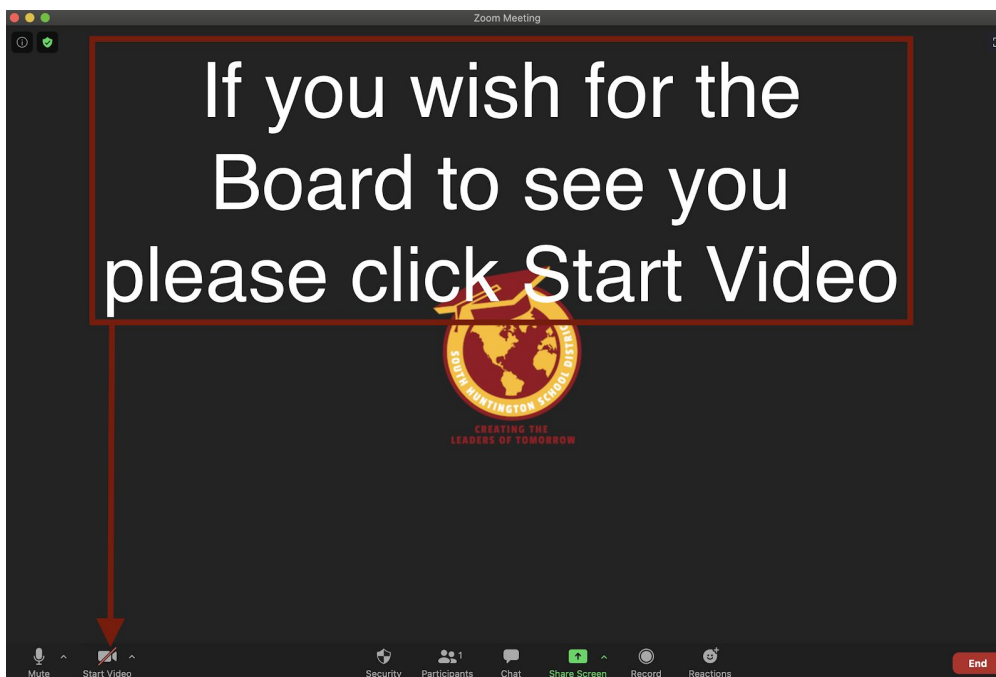 Zoom Meeting
If you wish for the
Board to see you
please click Start Video
SOUTH HUNTINGTON SCHOOL DISTRICT
CREATING THE
LEADERS OF TOMORROW
1
Mute
Start Video
Security
Participants
Chat
Share Screen
Record
Reactions
End